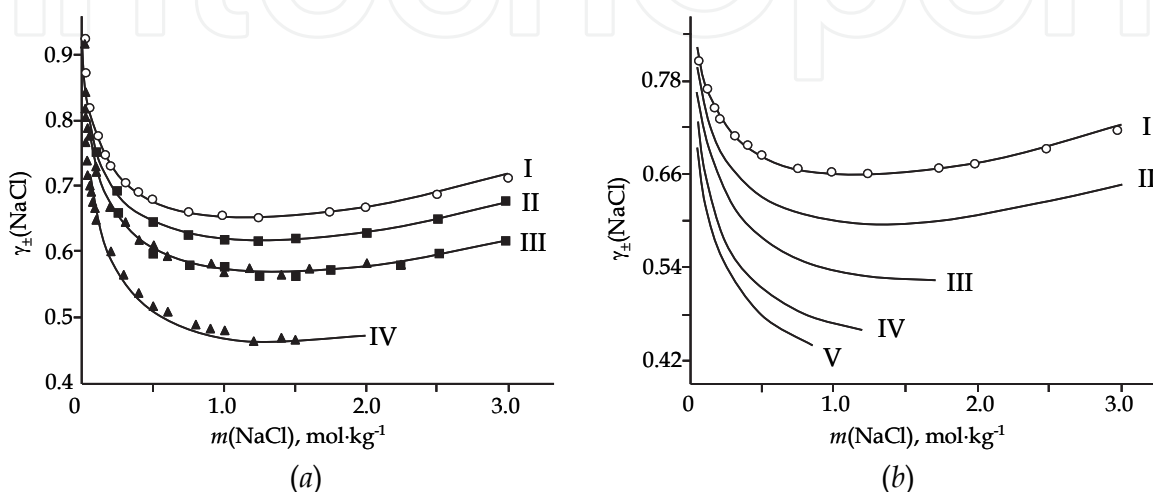 intechopen
0.9
0.8
0.7
0.6
0.5
0.4
γ±(NaCl)
I
II
III
IV
0 1.0 2.0 3.0
m(NaCl), mol·kg⁻¹
(a)
0.78
0.66
0.54
0.42
γ±(NaCl)
I
II
III
IV
V
0 1.0 2.0 3.0
m(NaCl), mol·kg⁻¹
(b)